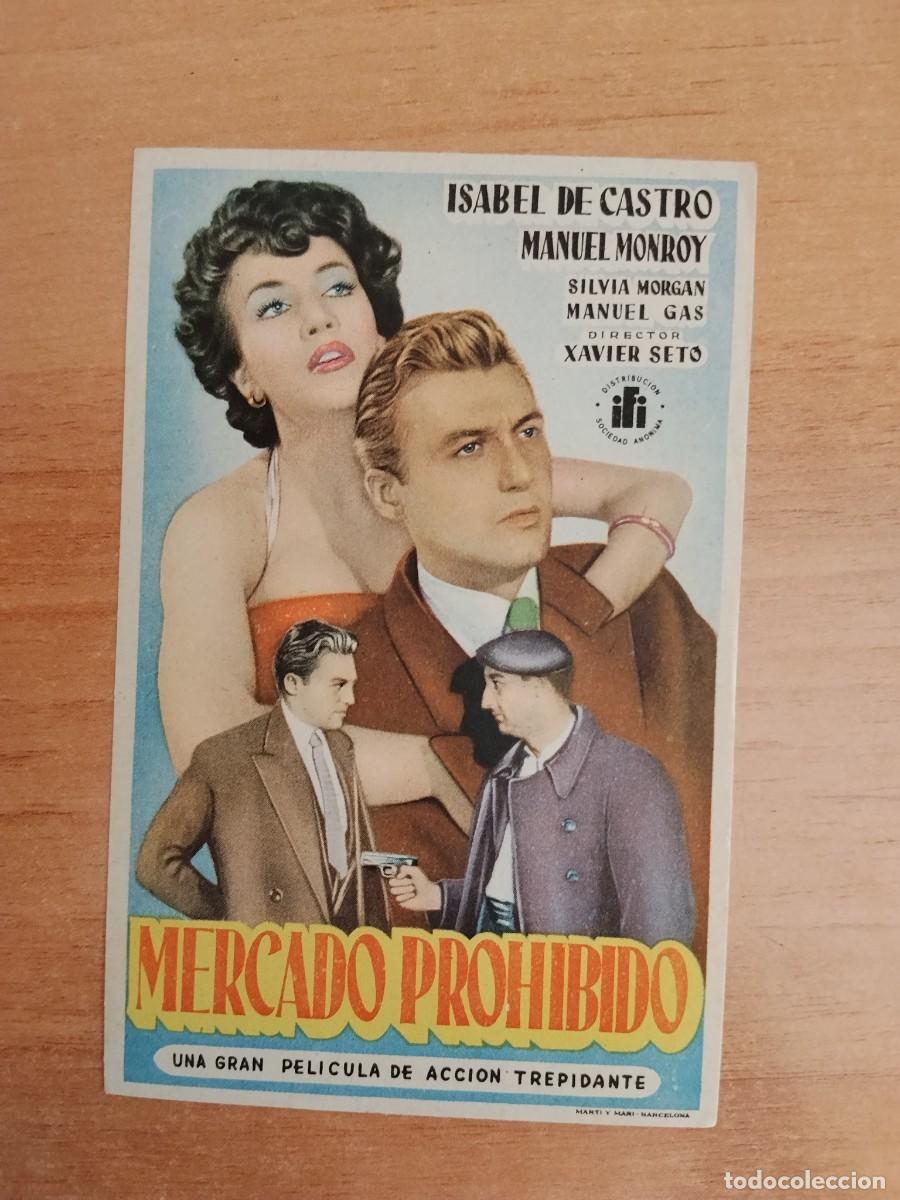 ISABEL DE CASTRO
MANUEL MONROY
SILVIA MORGAN
MANUEL GAS
DIRECTOR
XAVIER SETÓ
DISTRIBUCION
iFi
SOCIEDAD ANONIMA
MERCADO PROHIBIDO
UNA GRAN PELICULA DE ACCION TREPIDANTE
MARTI Y MARI - BARCELONA
todocoleccion